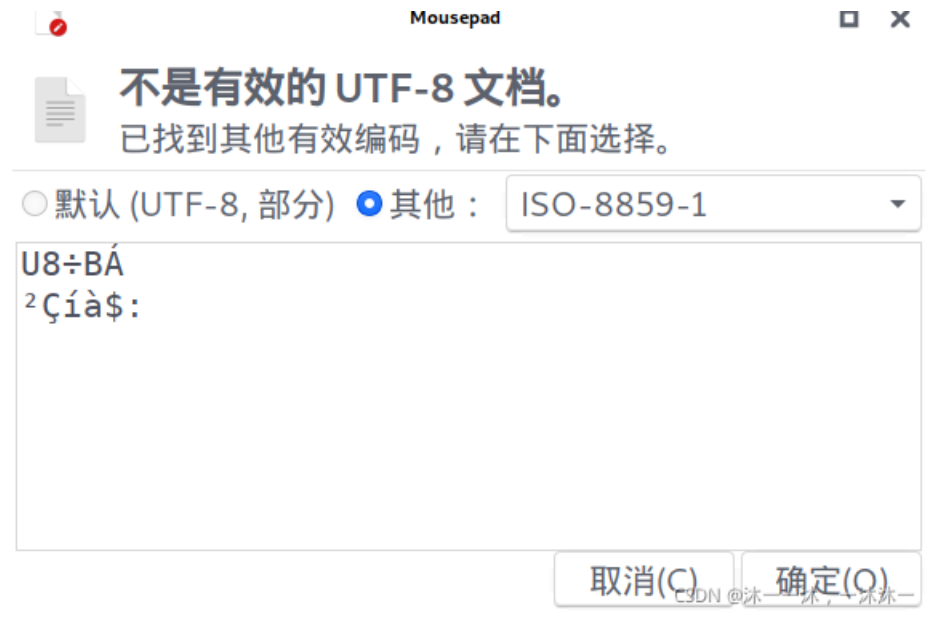 Mousepad
不是有效的 UTF-8 文档。
已找到其他有效编码，请在下面选择。
默认 (UTF-8, 部分) 其他： ISO-8859-1
U8÷BÁ
²Çíà$:
取消(C) 确定(O)
CSDN @沐一一沐，一沐沐一